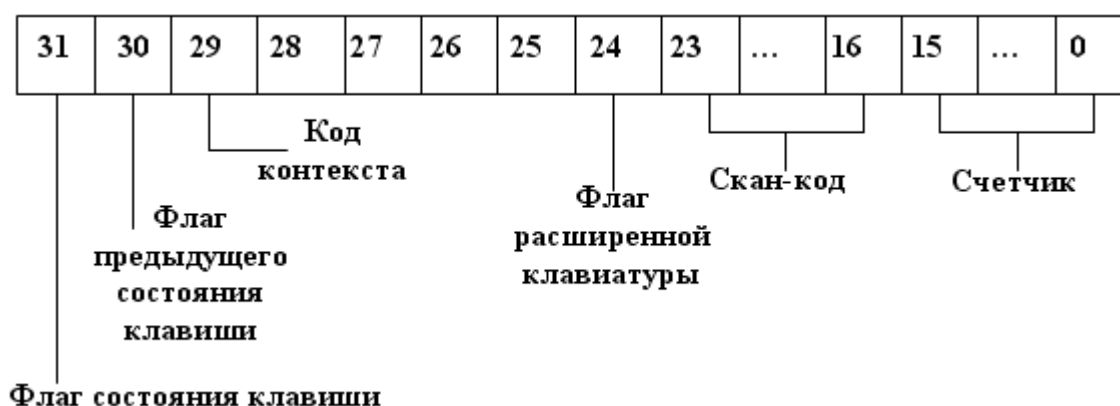 31 30 29 28 27 26 25 24 23 ... 16 15 ... 0
Код
контекста
Флаг
предыдущего
состояния
клавиши
Флаг
расширенной
клавиатуры
Скан-код
Счетчик
Флаг состояния клавиши